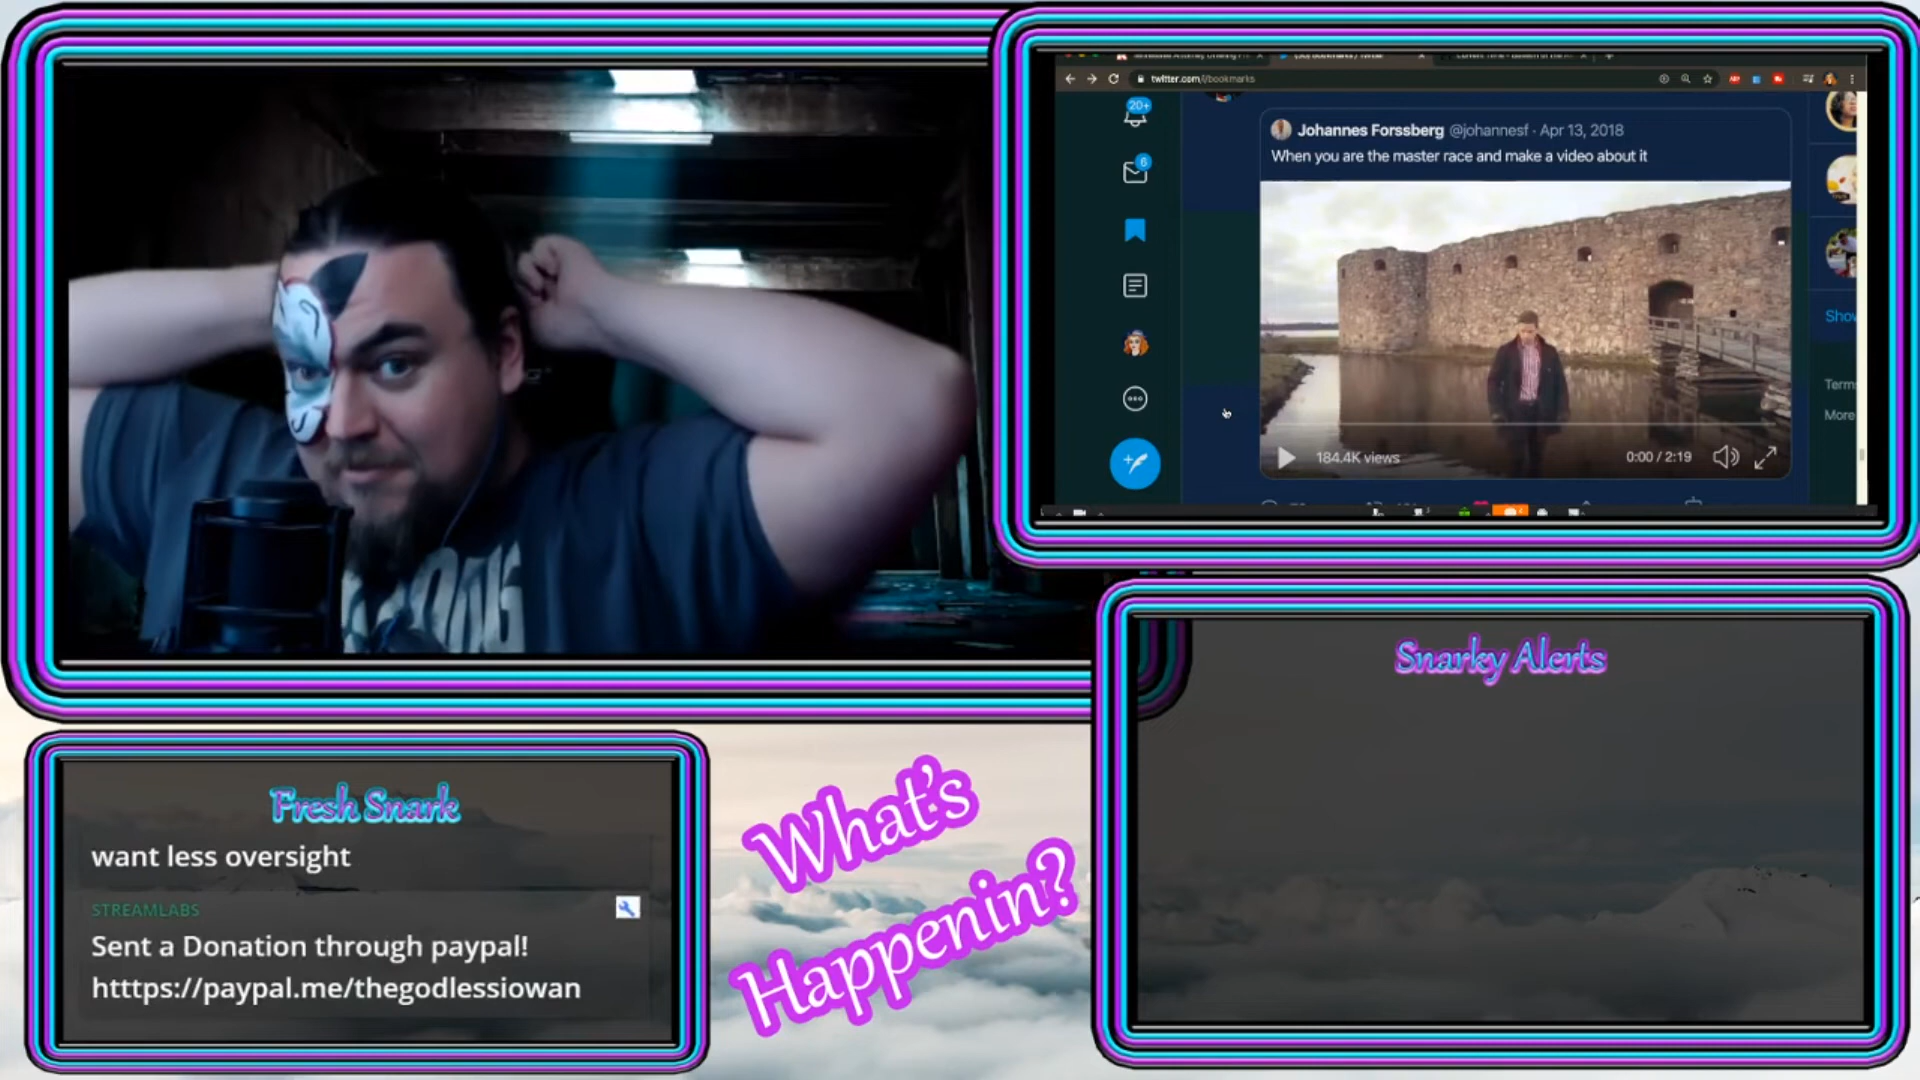 twitter.com/i/bookmarks
20+
6
Johannes Forssberg @johannesf · Apr 13, 2018
When you are the master race and make a video about it
Show
Terms
More
184.4K views
0:00 / 2:19
Snarky Alerts
Fresh Snark
want less oversight
STREAMLABS
Sent a Donation through paypal!
htttps://paypal.me/thegodlessiowan
What's
Happenin?